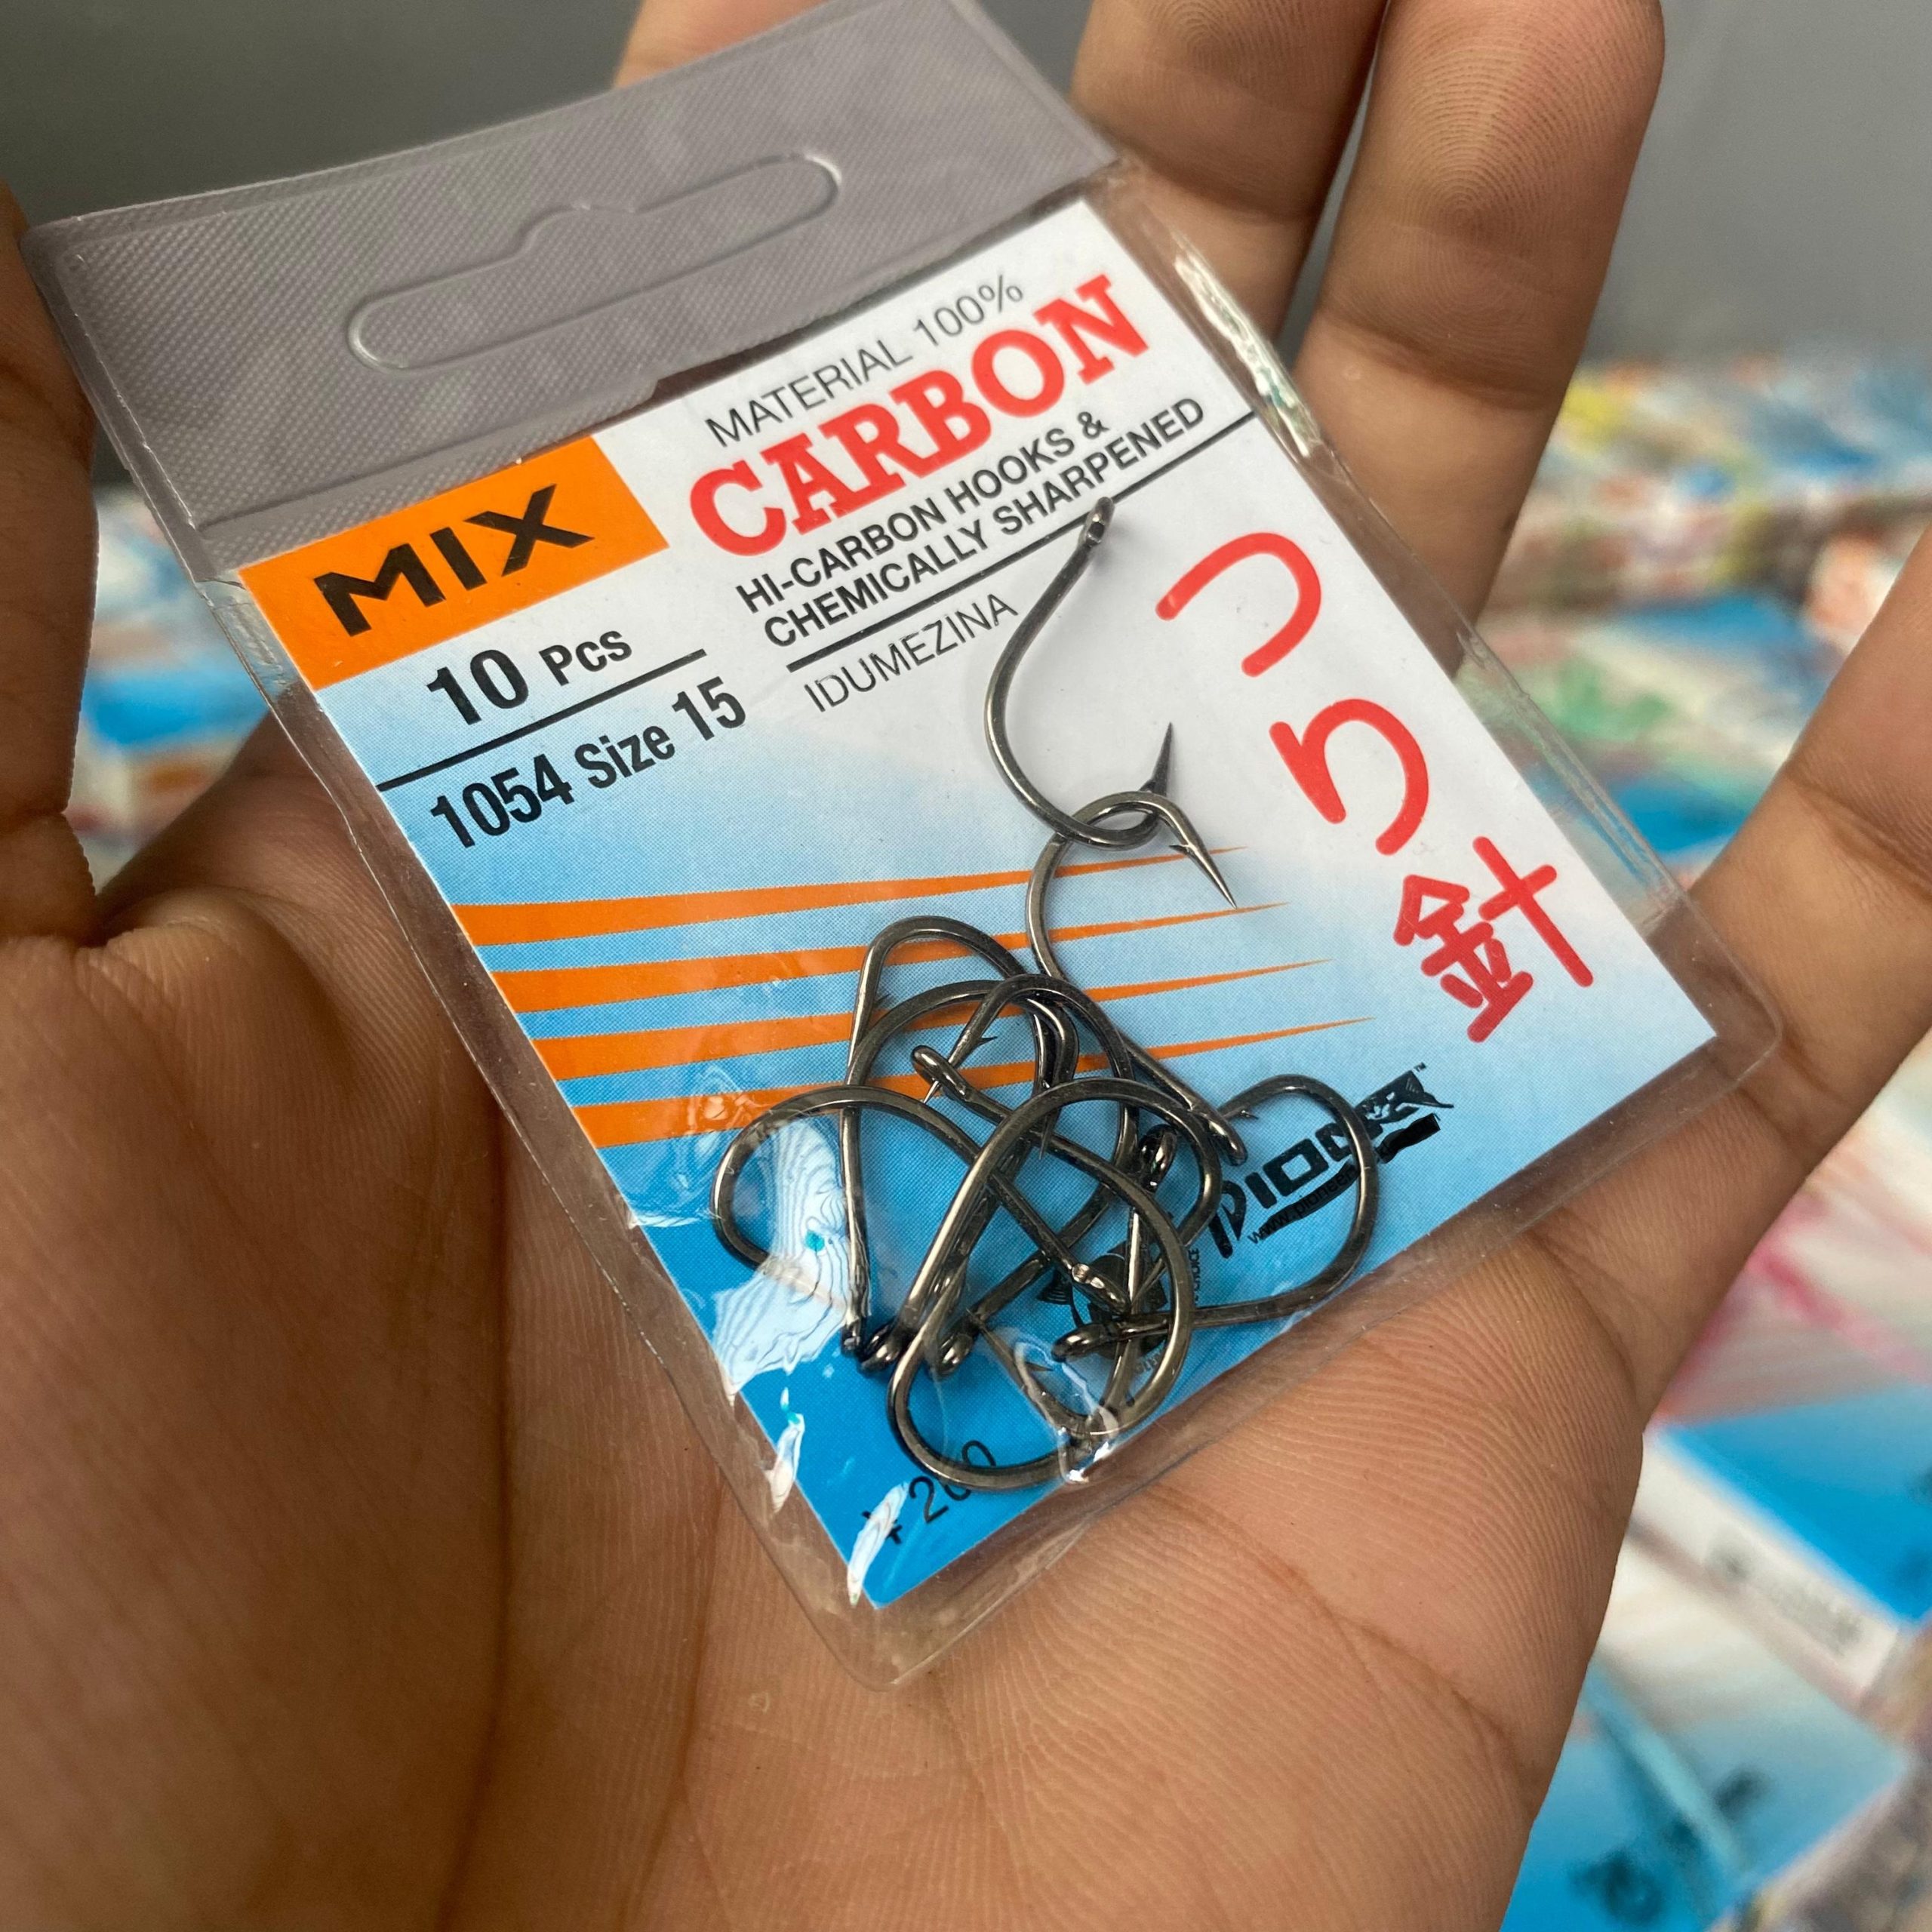 MATERIAL 100%
CARBON
HI-CARBON HOOKS &
CHEMICALLY SHARPENED
IDUMEZINA
MIX
10 Pcs
1054 Size 15
つり針